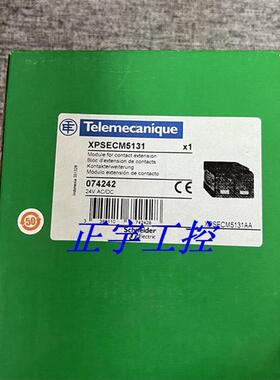 Telemecanique
XPSECM5131 x1
Module for contact extension
Bloc d'extension de contacts
Kontakterweiterung
Módulo extensión de contactos
074242
24V AC/DC
CE
50
XPSECM5131AA
Schneider
Electric
正宇工控